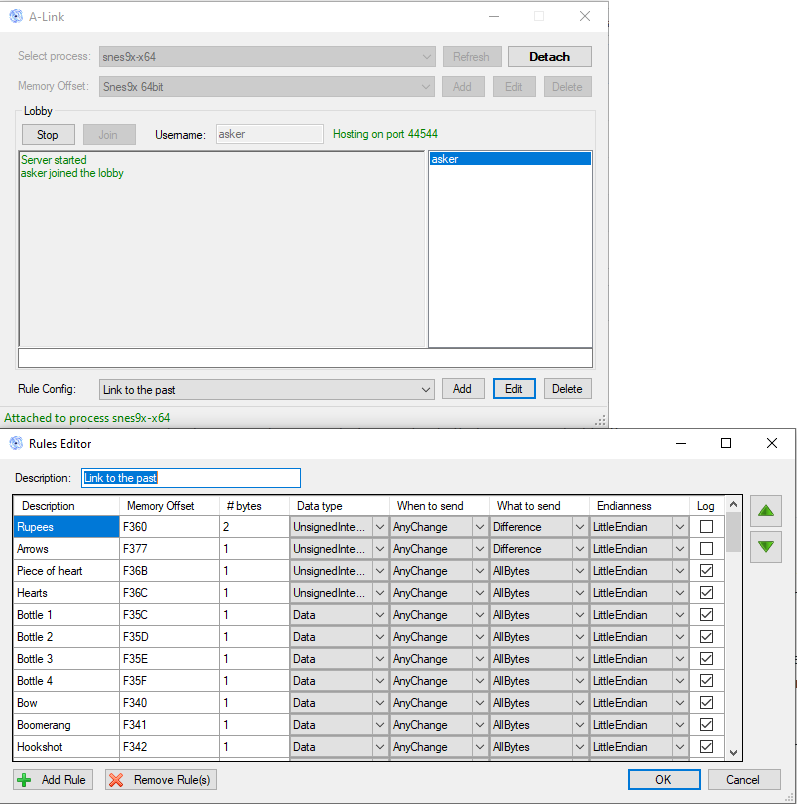 A-Link
Select process: snes9x-x64 Refresh Detach
Memory Offset: Snes9x 64bit Add Edit Delete
Lobby
Stop Join Username: asker Hosting on port 44544
Server started asker
asker joined the lobby
Rule Config: Link to the past Add Edit Delete
Attached to process snes9x-x64
Rules Editor
Description: Link to the past
Description Memory Offset # bytes Data type When to send What to send Endianness Log
Rupees F360 2 UnsignedInte... AnyChange Difference LittleEndian
Arrows F377 1 UnsignedInte... AnyChange Difference LittleEndian
Piece of heart F36B 1 UnsignedInte... AnyChange AllBytes LittleEndian
Hearts F36C 1 UnsignedInte... AnyChange AllBytes LittleEndian
Bottle 1 F35C 1 Data AnyChange AllBytes LittleEndian
Bottle 2 F35D 1 Data AnyChange AllBytes LittleEndian
Bottle 3 F35E 1 Data AnyChange AllBytes LittleEndian
Bottle 4 F35F 1 Data AnyChange AllBytes LittleEndian
Bow F340 1 Data AnyChange AllBytes LittleEndian
Boomerang F341 1 Data AnyChange AllBytes LittleEndian
Hookshot F342 1 Data AnyChange AllBytes LittleEndian
Add Rule Remove Rule(s) OK Cancel